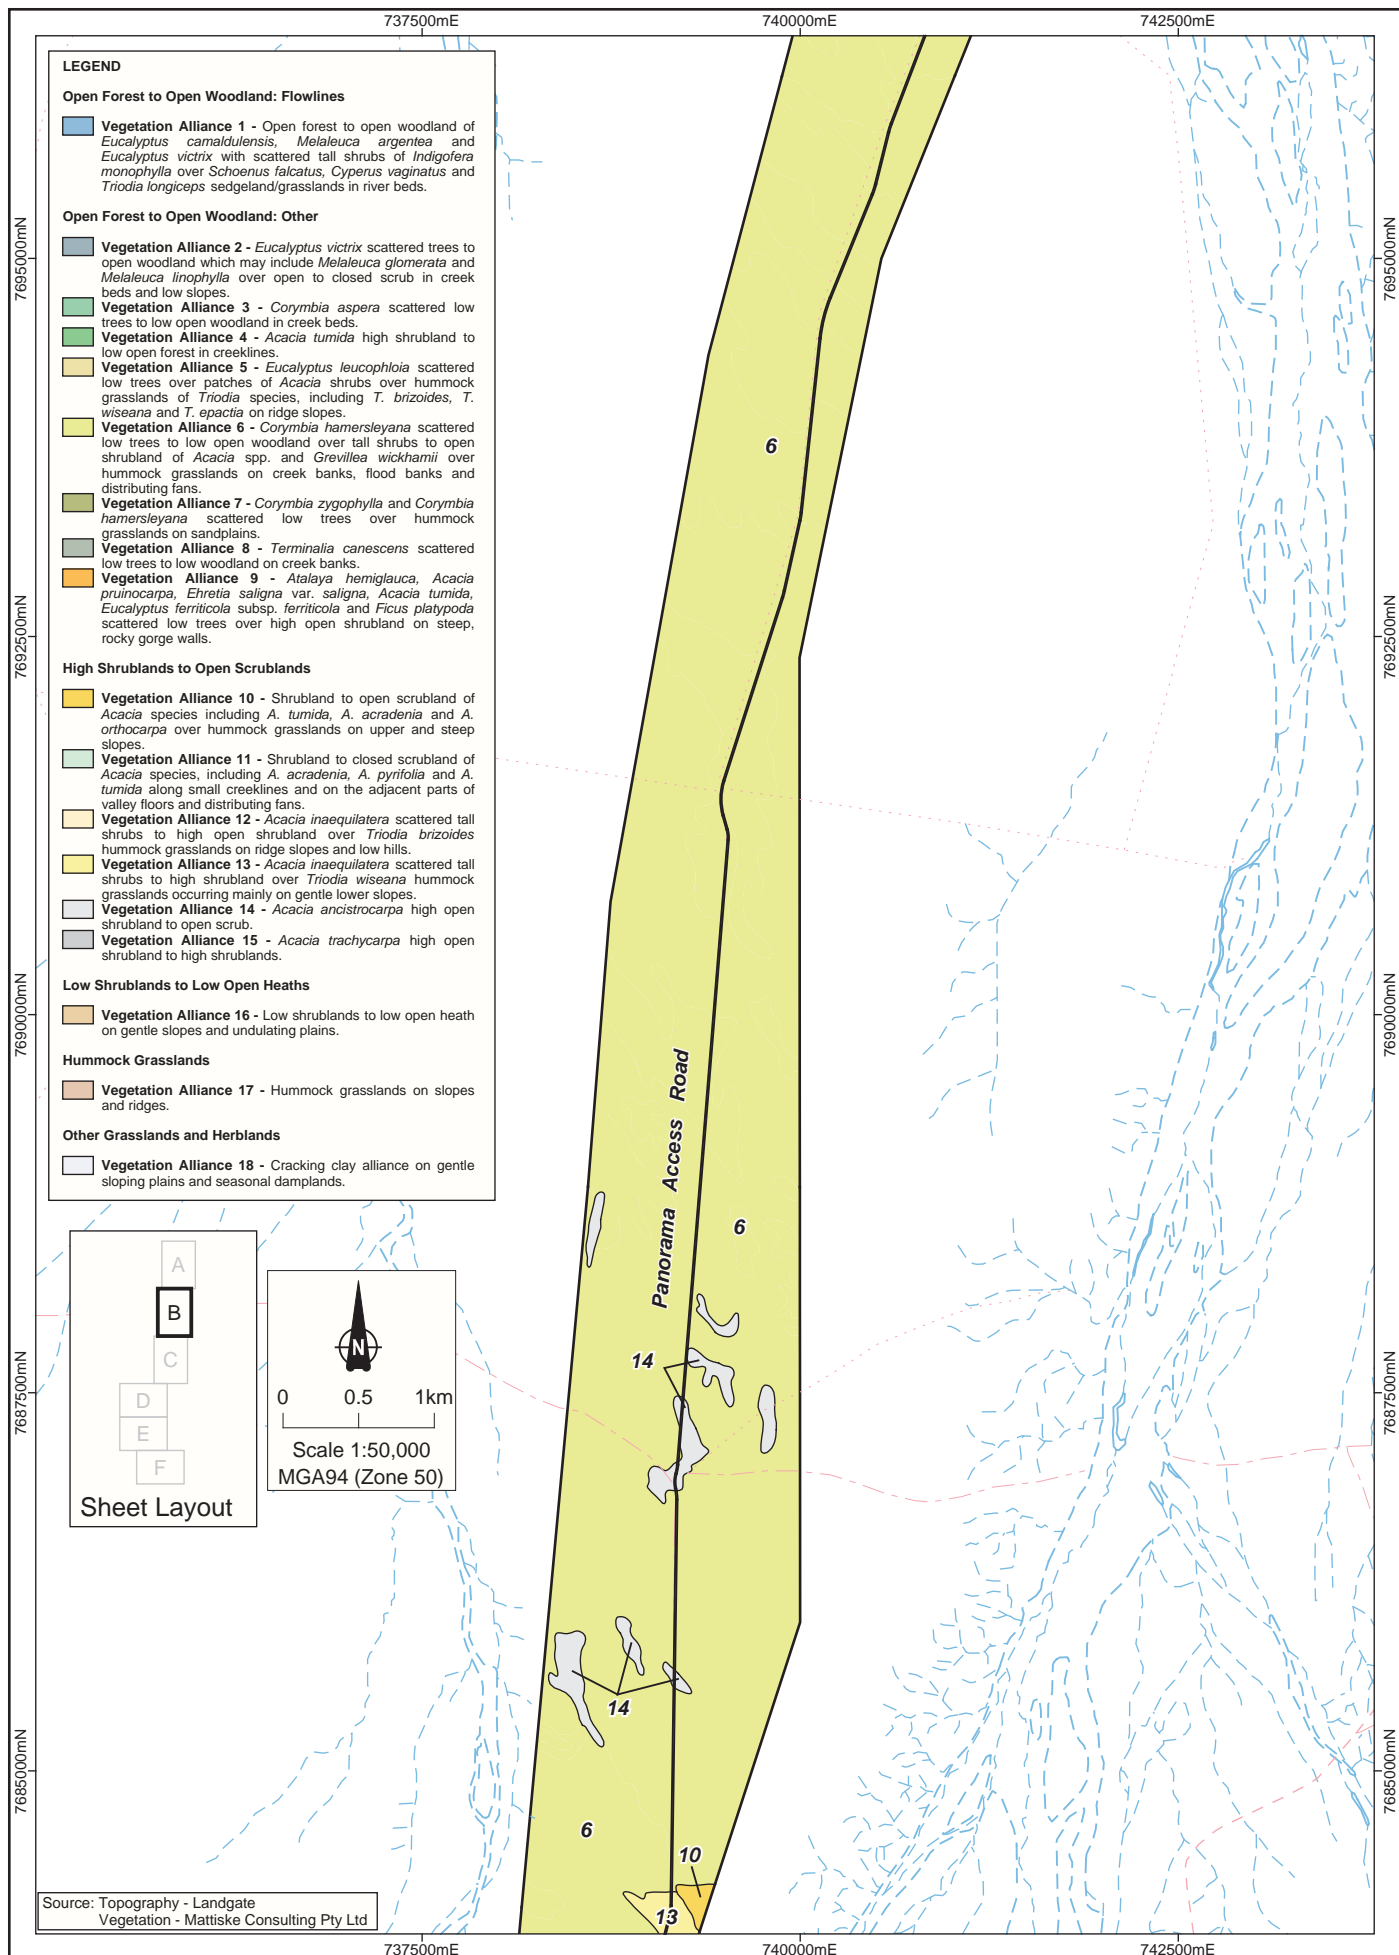 737500mE 740000mE 742500mE
LEGEND
Open Forest to Open Woodland: Flowlines
Vegetation Alliance 1 - Open forest to open woodland of
Eucalyptus camaldulensis, Melaleuca argentea and
Eucalyptus victrix with scattered tall shrubs of Indigofera
monophylla over Schoenus falcatus, Cyperus vaginatus and
Triodia longiceps sedgeland/grasslands in river beds.
Open Forest to Open Woodland: Other
Vegetation Alliance 2 - Eucalyptus victrix scattered trees to
open woodland which may include Melaleuca glomerata and
Melaleuca linophylla over open to closed scrub in creek
beds and low slopes.
Vegetation Alliance 3 - Corymbia aspera scattered low
trees to low open woodland in creek beds.
Vegetation Alliance 4 - Acacia tumida high shrubland to
low open forest in creeklines.
Vegetation Alliance 5 - Eucalyptus leucophloia scattered
low trees over patches of Acacia shrubs over hummock
grasslands of Triodia species, including T. brizoides, T.
wiseana and T. epactia on ridge slopes.
Vegetation Alliance 6 - Corymbia hamersleyana scattered
low trees to low open woodland over tall shrubs to open
shrubland of Acacia spp. and Grevillea wickhamii over
hummock grasslands on creek banks, flood banks and
distributing fans.
Vegetation Alliance 7 - Corymbia zygophylla and Corymbia
hamersleyana scattered low trees over hummock
grasslands on sandplains.
Vegetation Alliance 8 - Terminalia canescens scattered
low trees to low woodland on creek banks.
Vegetation Alliance 9 - Atalaya hemiglauca, Acacia
pruinocarpa, Ehretia saligna var. saligna, Acacia tumida,
Eucalyptus ferriticola subsp. ferriticola and Ficus platypoda
scattered low trees over high open shrubland on steep,
rocky gorge walls.
High Shrublands to Open Scrublands
Vegetation Alliance 10 - Shrubland to open scrubland of
Acacia species including A. tumida, A. acradenia and A.
orthocarpa over hummock grasslands on upper and steep
slopes.
Vegetation Alliance 11 - Shrubland to closed scrubland of
Acacia species, including A. acradenia, A. pyrifolia and A.
tumida along small creeklines and on the adjacent parts of
valley floors and distributing fans.
Vegetation Alliance 12 - Acacia inaequilatera scattered tall
shrubs to high open shrubland over Triodia brizoides
hummock grasslands on ridge slopes and low hills.
Vegetation Alliance 13 - Acacia inaequilatera scattered tall
shrubs to high shrubland over Triodia wiseana hummock
grasslands occurring mainly on gentle lower slopes.
Vegetation Alliance 14 - Acacia ancistrocarpa high open
shrubland to open scrub.
Vegetation Alliance 15 - Acacia trachycarpa high open
shrubland to high shrublands.
Low Shrublands to Low Open Heaths
Vegetation Alliance 16 - Low shrublands to low open heath
on gentle slopes and undulating plains.
Hummock Grasslands
Vegetation Alliance 17 - Hummock grasslands on slopes
and ridges.
Other Grasslands and Herblands
Vegetation Alliance 18 - Cracking clay alliance on gentle
sloping plains and seasonal damplands.
7695000mN
7692500mN
7690000mN
7687500mN
7685000mN
7695000mN
7692500mN
7690000mN
7687500mN
7685000mN
6
Panorama Access Road
6
14
14
6
10
13
A
B
C
D
E
F
Sheet Layout
N
0 0.5 1km
Scale 1:50,000
MGA94 (Zone 50)
Source: Topography - Landgate
Vegetation - Mattiske Consulting Pty Ltd
737500mE 740000mE 742500mE